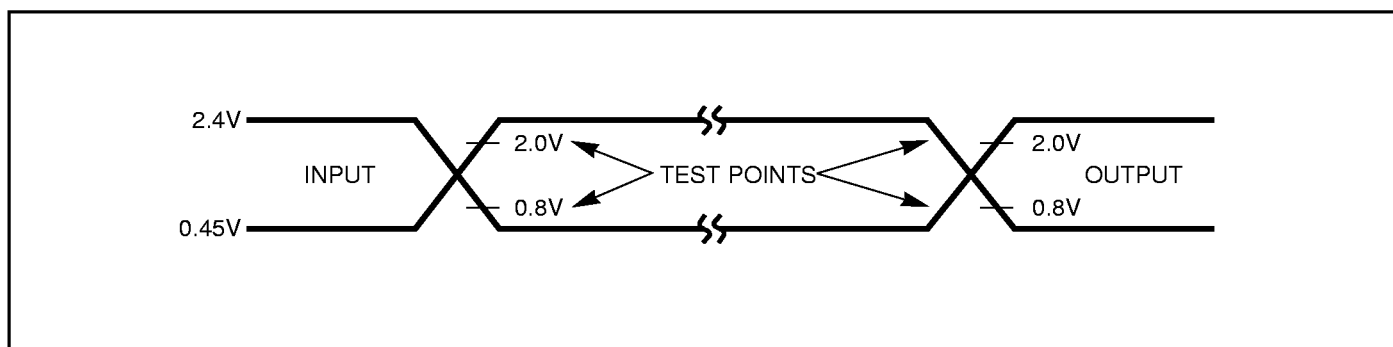 2.4V
2.0V
2.0V
INPUT
TEST POINTS
OUTPUT
0.8V
0.8V
0.45V